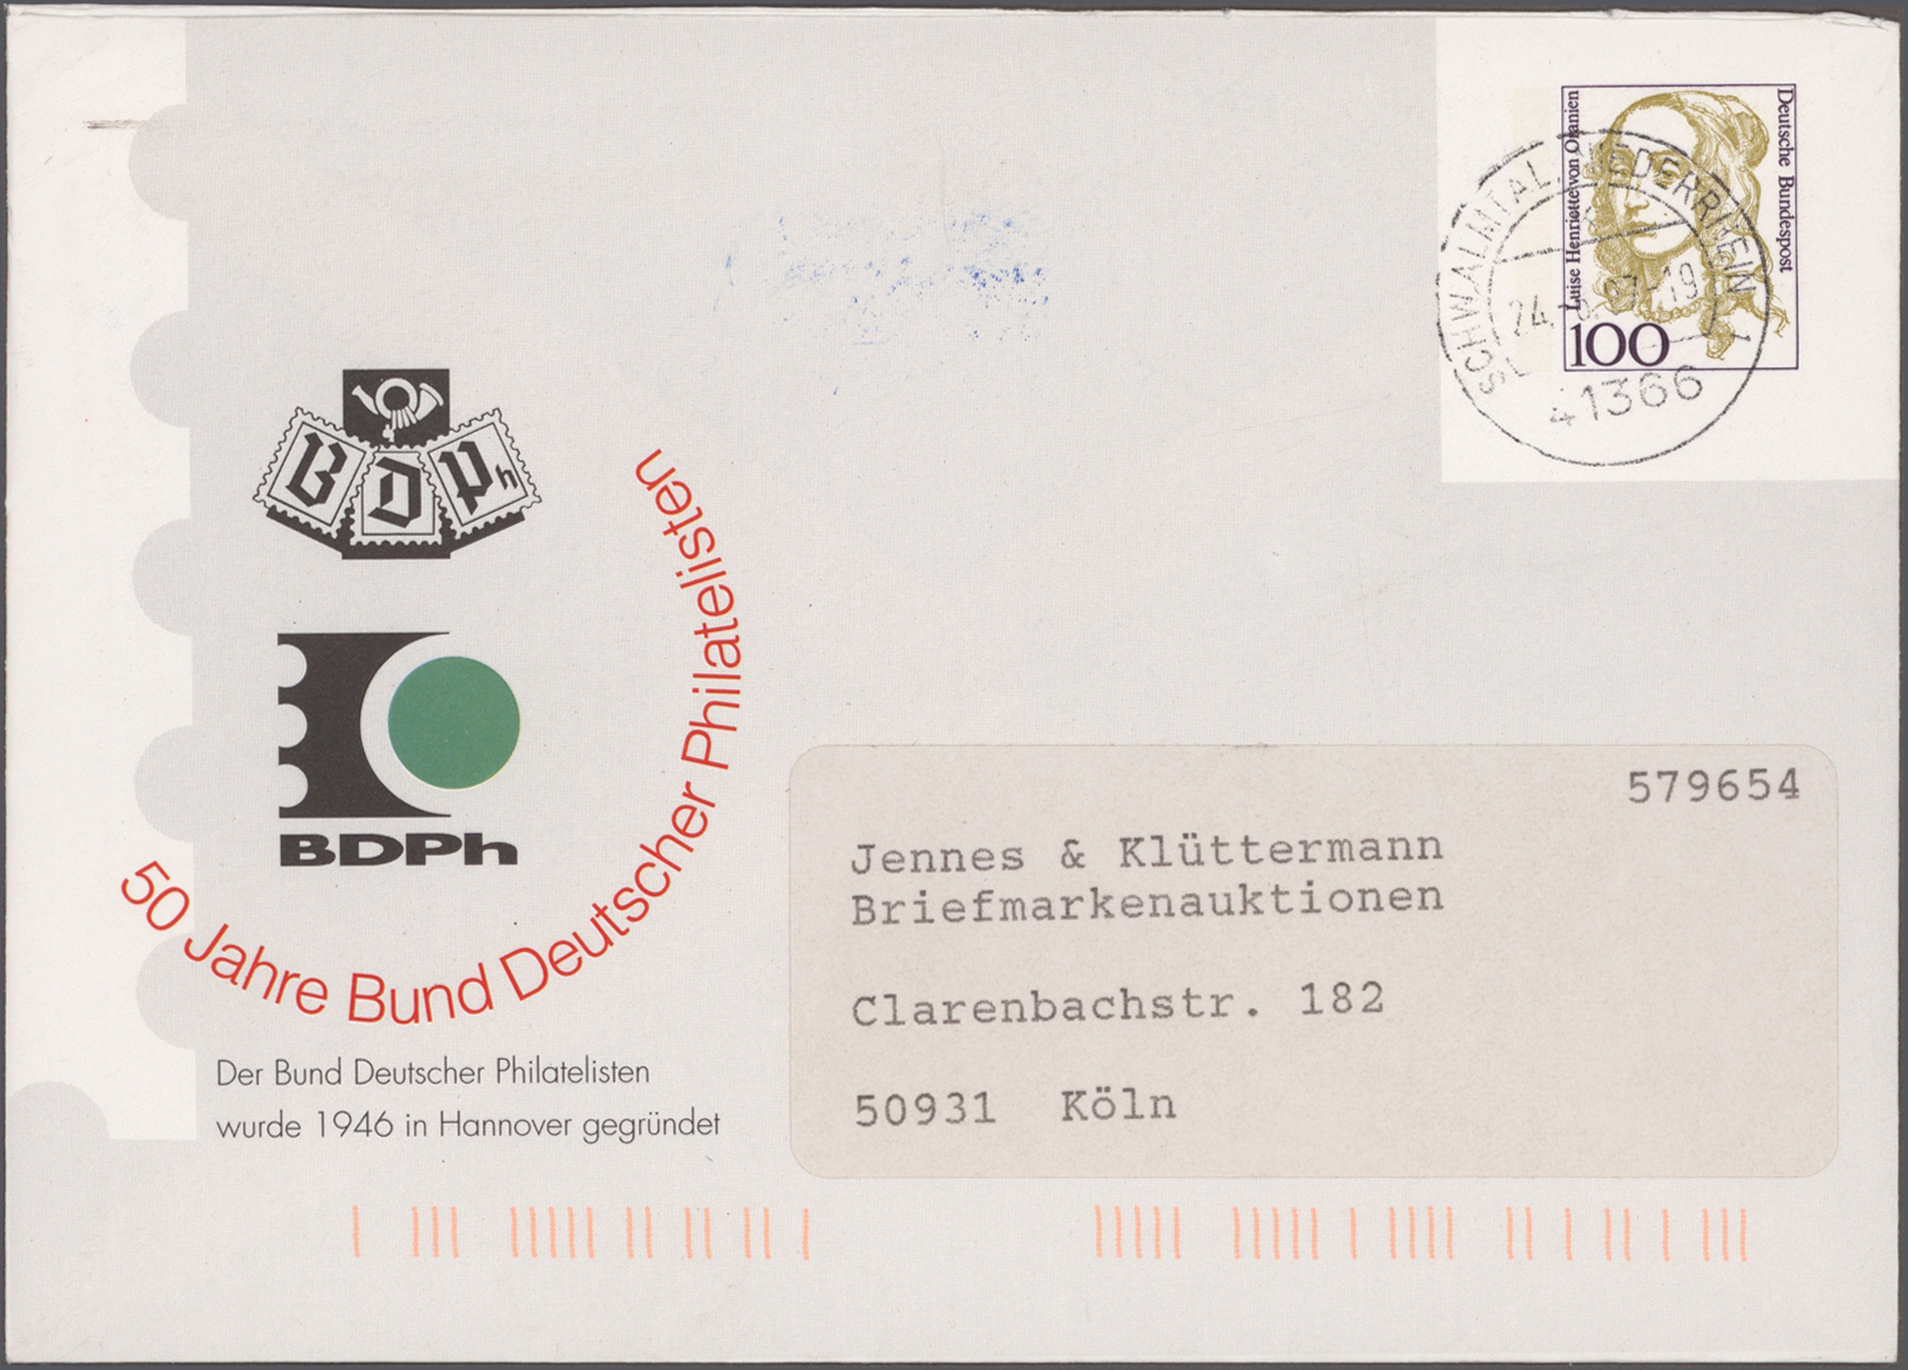 Luise Henriette von Oranien
Deutsche Bundespost
100
SCHWALMTAL, NIEDERRHEIN
41366
BDPh
50 Jahre Bund Deutscher Philatelisten
BDPh
Der Bund Deutscher Philatelisten
wurde 1946 in Hannover gegründet
579654
Jennes & Klüttermann
Briefmarkenauktionen
Clarenbachstr. 182
50931 Köln